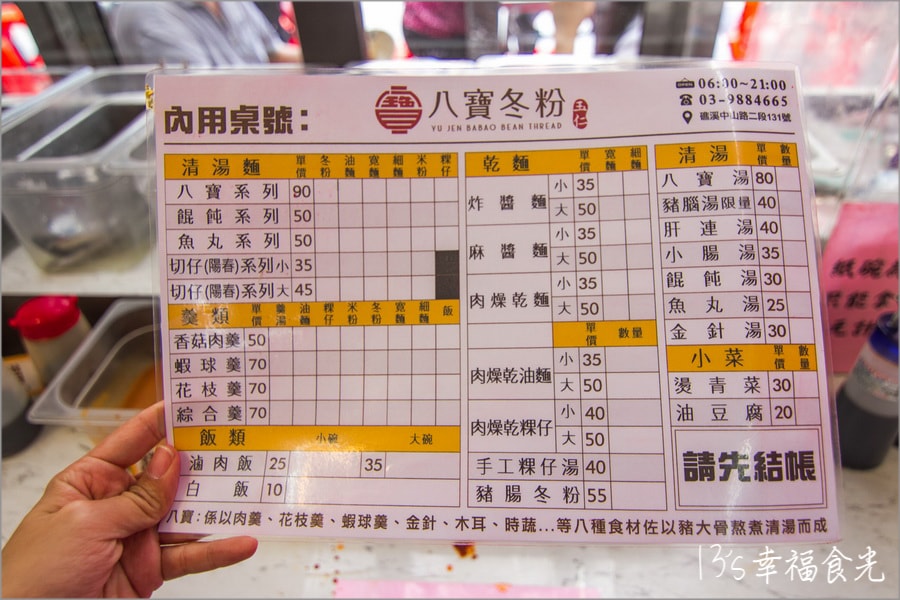 內用桌號：
八寶冬粉 玉仁
YU JEN BABAO BEAN THREAD
06:00~21:00
03-9884665
礁溪中山路二段131號
清湯麵 單價 冬粉 油麵 寬麵 細麵 米粉 粿仔
八寶系列 90
餛飩系列 50
魚丸系列 50
切仔(陽春)系列 小 35
切仔(陽春)系列 大 45
羹類 單價 羹湯 油麵 粿仔 米粉 冬粉 寬麵 細麵 飯
香菇肉羹 50
蝦球羹 70
花枝羹 70
綜合羹 70
飯類 小碗 大碗
滷肉飯 25 35
白飯 10
乾麵 單價 寬麵 細麵
炸醬麵 小 35
大 50
麻醬麵 小 35
大 50
肉燥乾麵 小 35
大 50
單價 數量
肉燥乾油麵 小 35
大 50
肉燥乾粿仔 小 40
大 50
手工粿仔湯 40
豬腸冬粉 55
清湯 單價 數量
八寶湯 80
豬腦湯限量 40
肝連湯 40
小腸湯 35
餛飩湯 30
魚丸湯 25
金針湯 30
小菜 單價 數量
燙青菜 30
油豆腐 20
請先結帳
八寶:係以肉羹、花枝羹、蝦球羹、金針、木耳、時蔬...等八種食材佐以豬大骨熬煮清湯而成
紙碗
13's幸福食光